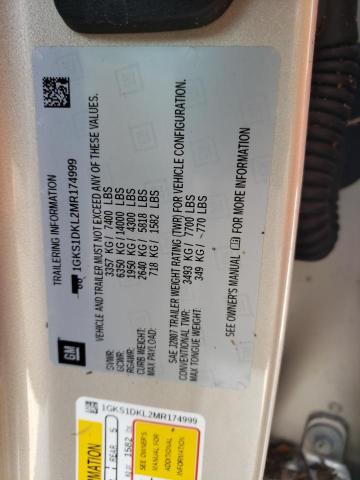 TRAILERING INFORMATION
1GKS1DKL2MR174999
VEHICLE AND TRAILER MUST NOT EXCEED ANY OF THESE VALUES.
GVWR: 3357 KG / 7400 LBS
GCWR: 6350 KG / 14000 LBS
RGAWR: 1950 KG / 4300 LBS
CURB WEIGHT: 2640 KG / 5818 LBS
MAX PAYLOAD: 718 KG / 1582 LBS
SAE J2807 TRAILER WEIGHT RATING (TWR) FOR VEHICLE CONFIGURATION.
CONVENTIONAL TWR: 3493 KG / 7700 LBS
MAX TONGUE WEIGHT: 349 KG / ~770 LBS
SEE OWNER'S MANUAL FOR MORE INFORMATION
GM
1GKS1DKL2MR174999
REAR 5
1582
SEE OWNER'S
MANUAL FOR
ADDITIONAL
INFORMATION